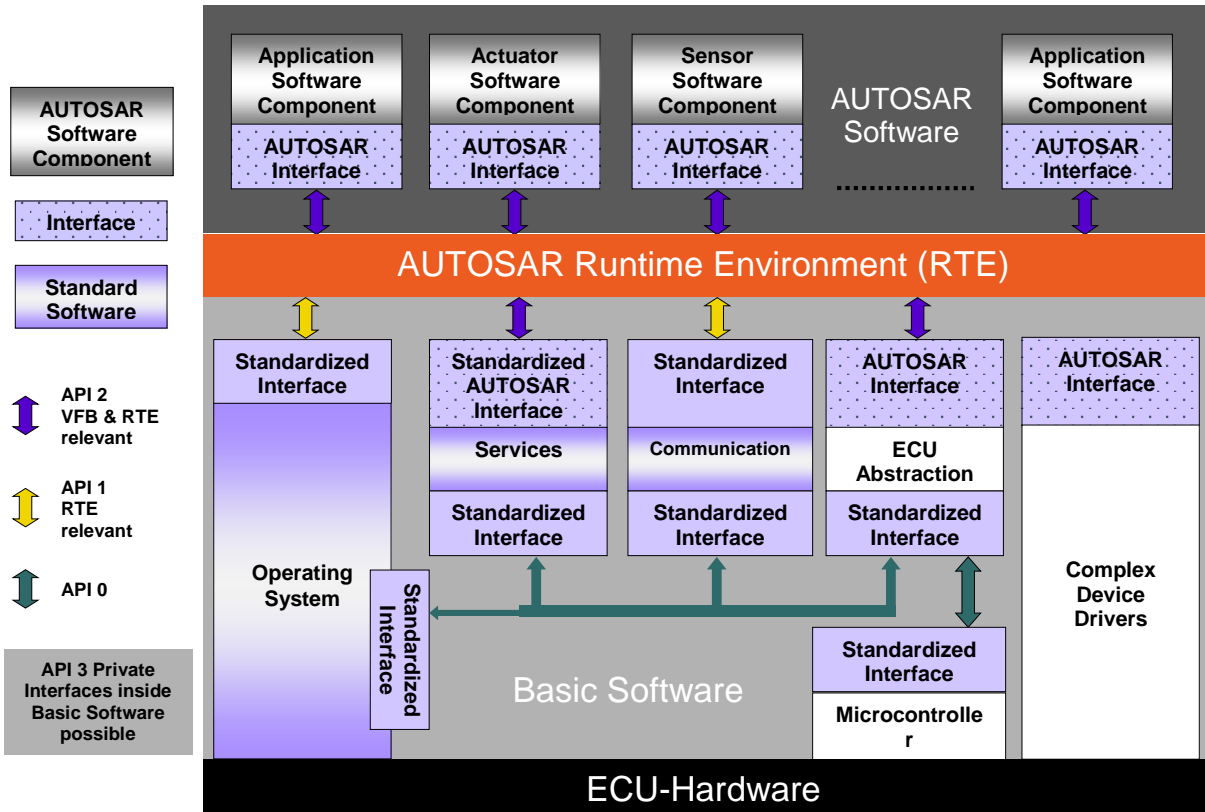 AUTOSAR
Software
Component
Interface
Standard
Software
API 2
VFB & RTE
relevant
API 1
RTE
relevant
API 0
API 3 Private
Interfaces inside
Basic Software
possible
Application
Software
Component
AUTOSAR
Interface
Actuator
Software
Component
AUTOSAR
Interface
Sensor
Software
Component
AUTOSAR
Interface
AUTOSAR
Software
..............
Application
Software
Component
AUTOSAR
Interface
AUTOSAR Runtime Environment (RTE)
Standardized
Interface
Operating
System
Standardized
Interface
Standardized
AUTOSAR
Interface
Services
Standardized
Interface
Standardized
Interface
Communication
Standardized
Interface
AUTOSAR
Interface
ECU
Abstraction
Standardized
Interface
Standardized
Interface
Microcontrolle
r
AUTOSAR
Interface
Complex
Device
Drivers
Basic Software
ECU-Hardware